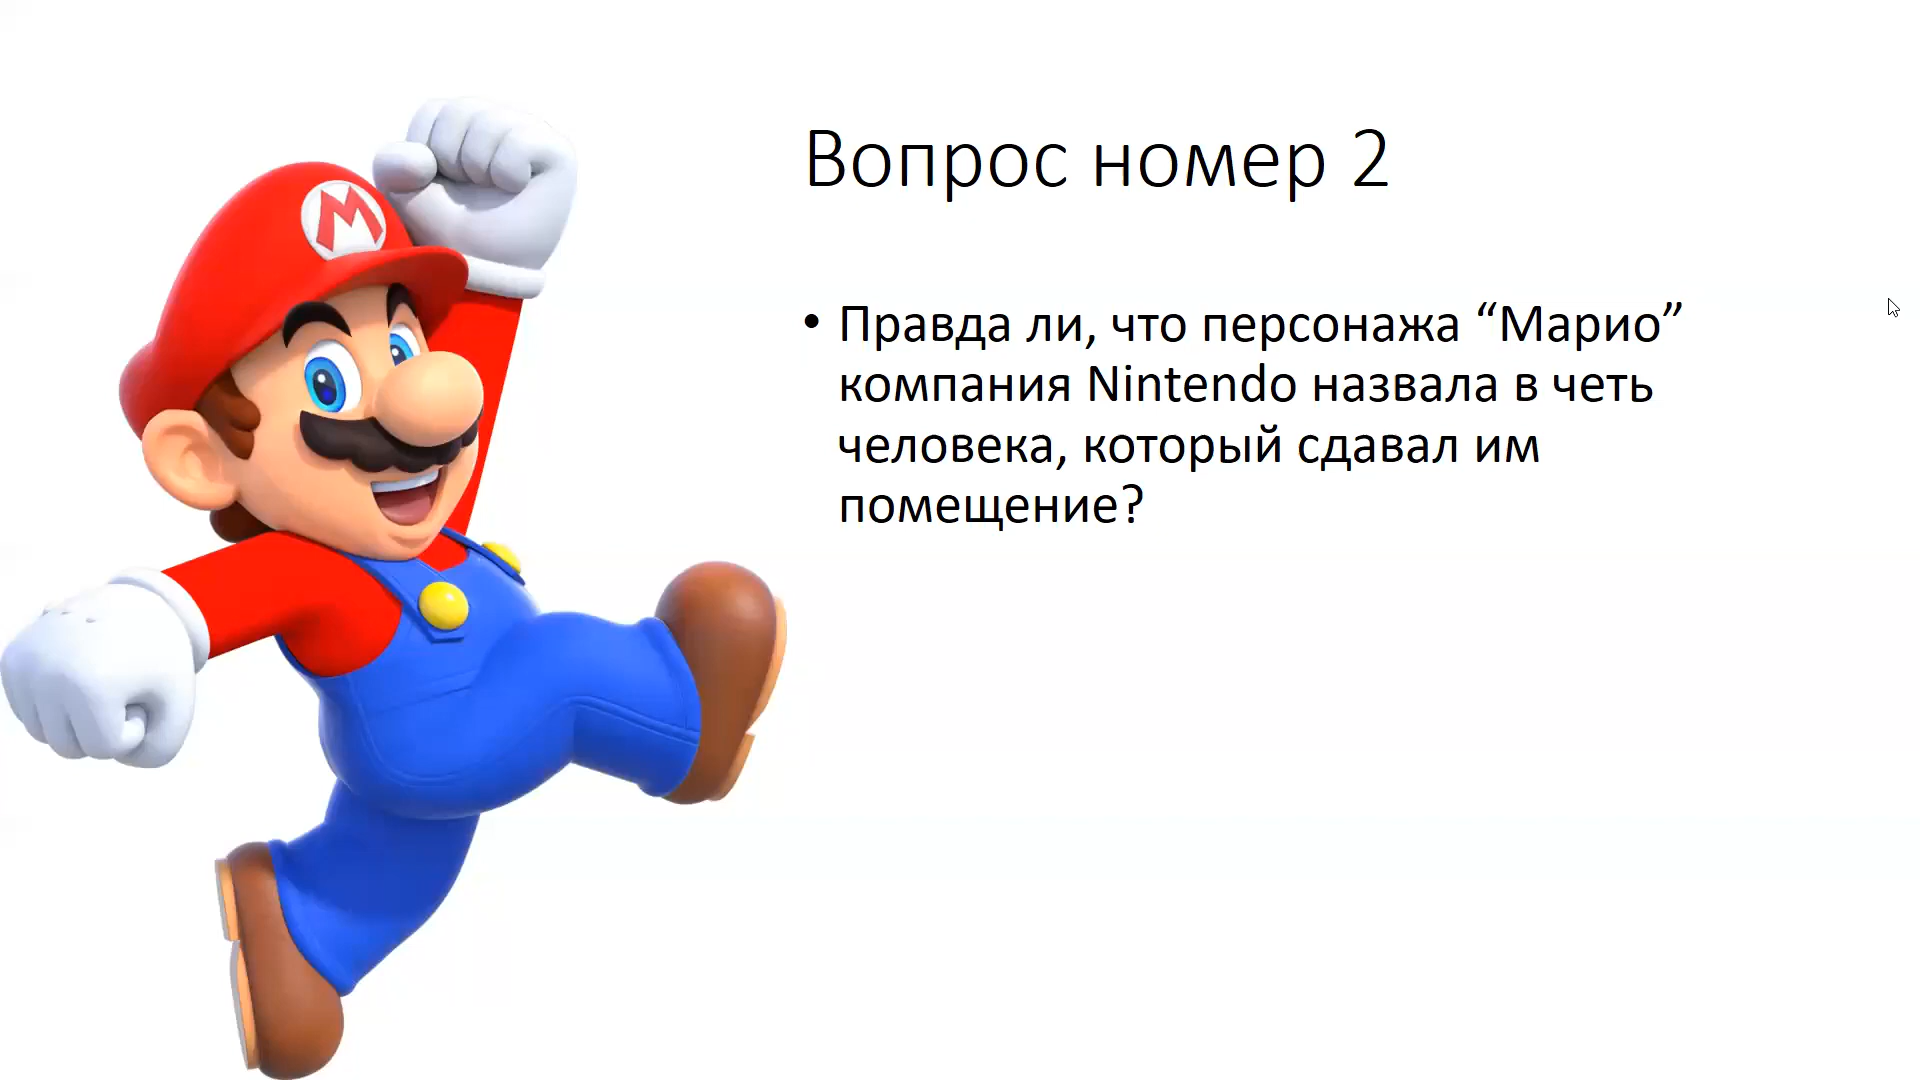 Вопрос номер 2
• Правда ли, что персонажа “Марио”
компания Nintendo назвала в четь
человека, который сдавал им
помещение?
M